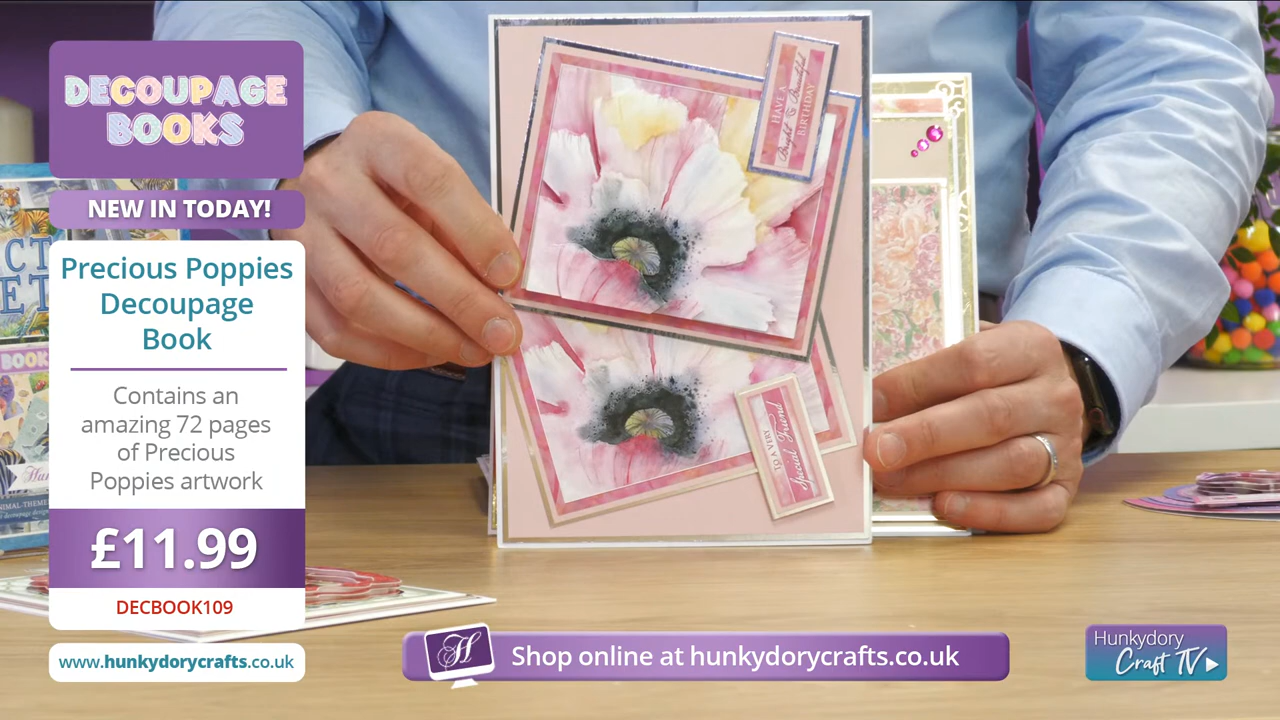 DECOUPAGE
BOOKS
NEW IN TODAY!
Precious Poppies
Decoupage
Book
Contains an
amazing 72 pages
of Precious
Poppies artwork
£11.99
DECBOOK109
www.hunkydorycrafts.co.uk
HAVE A
Bright & Beautiful
BIRTHDAY
TO A VERY
Special Friend
BOOK
H
Shop online at hunkydorycrafts.co.uk
Hunkydory
Craft TV